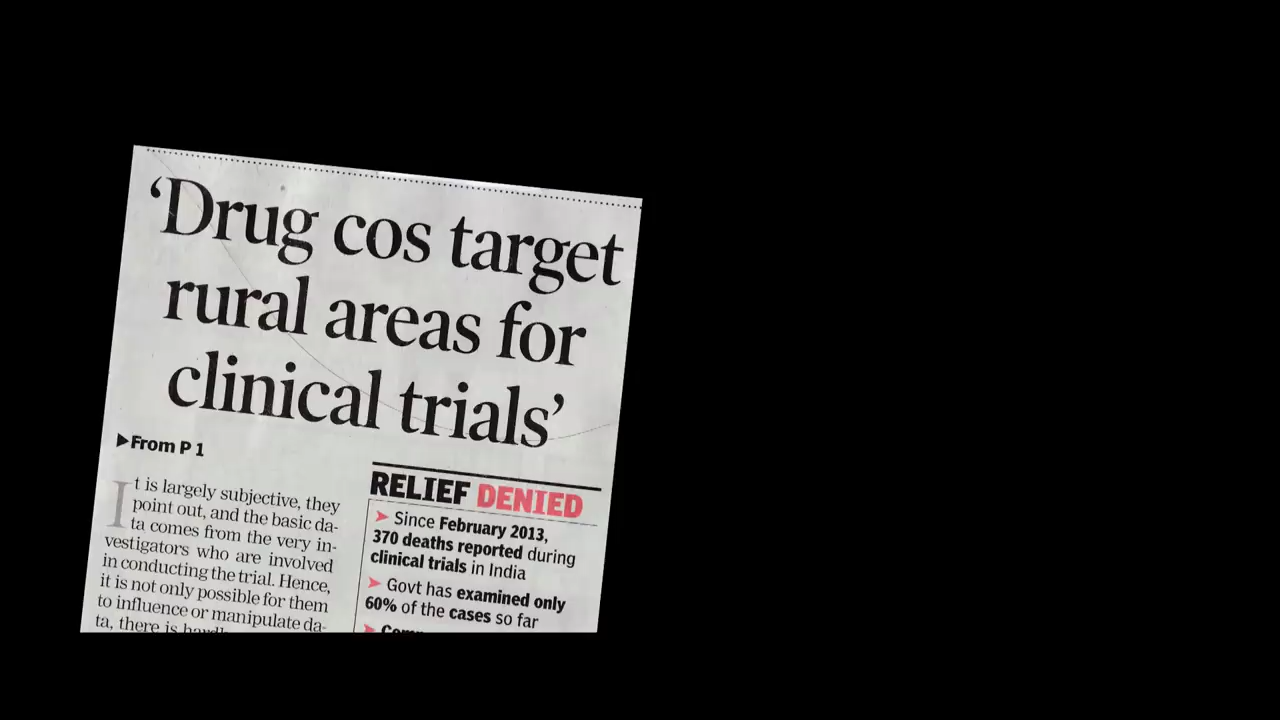 ‘Drug cos target
rural areas for
clinical trials’
▶From P 1
It is largely subjective, they
point out, and the basic da-
ta comes from the very in-
vestigators who are involved
in conducting the trial. Hence,
it is not only possible for them
to influence or manipulate da-
ta, there is
RELIEF DENIED
➤ Since February 2013,
370 deaths reported during
clinical trials in India
➤ Govt has examined only
60% of the cases so far